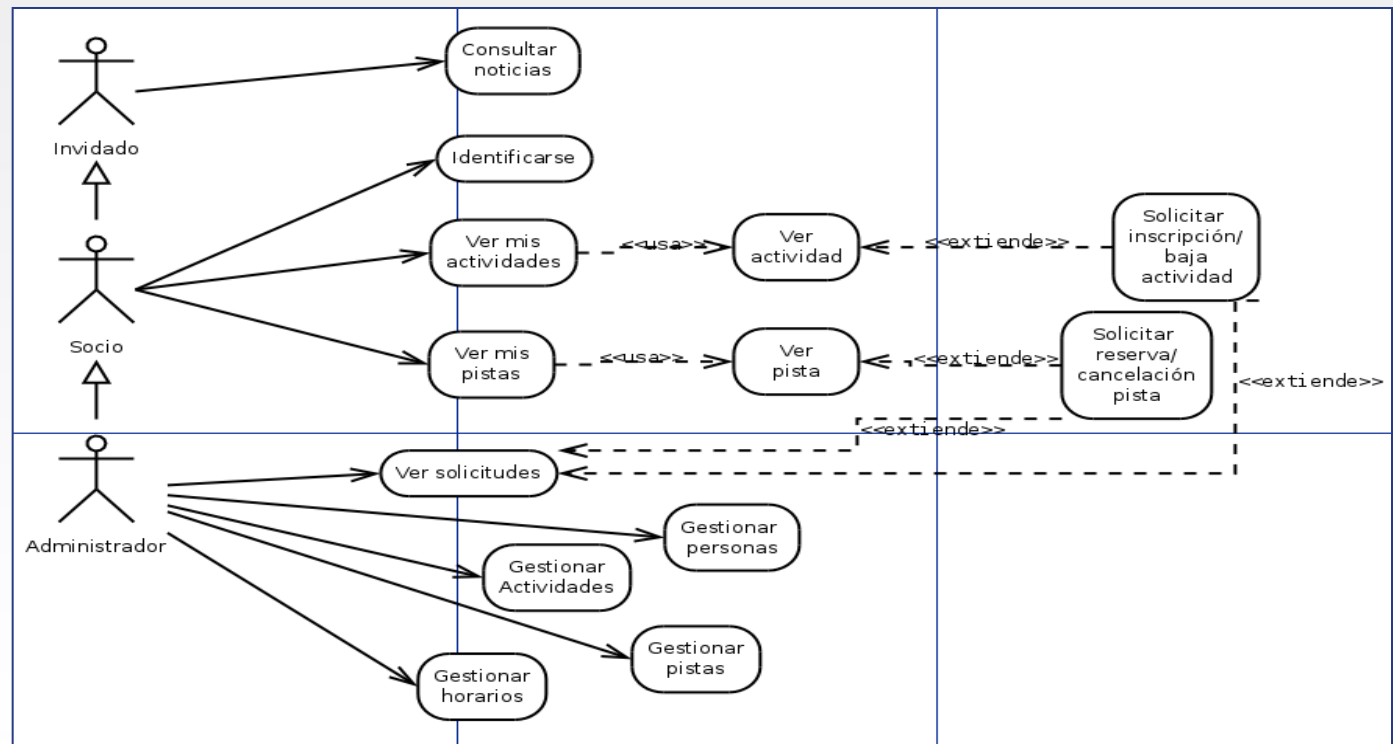 Consultar
noticias
Invidado
Identificarse
Ver mis
actividades
<<usa>>
Ver
actividad
<<extiende>>
Solicitar
inscripción/
baja
actividad
Socio
Ver mis
pistas
<<usa>>
Ver
pista
<<extiende>>
Solicitar
reserva/
cancelación
pista
<<extiende>>
<<extiende>>
Ver solicitudes
Administrador
Gestionar
personas
Gestionar
Actividades
Gestionar
pistas
Gestionar
horarios